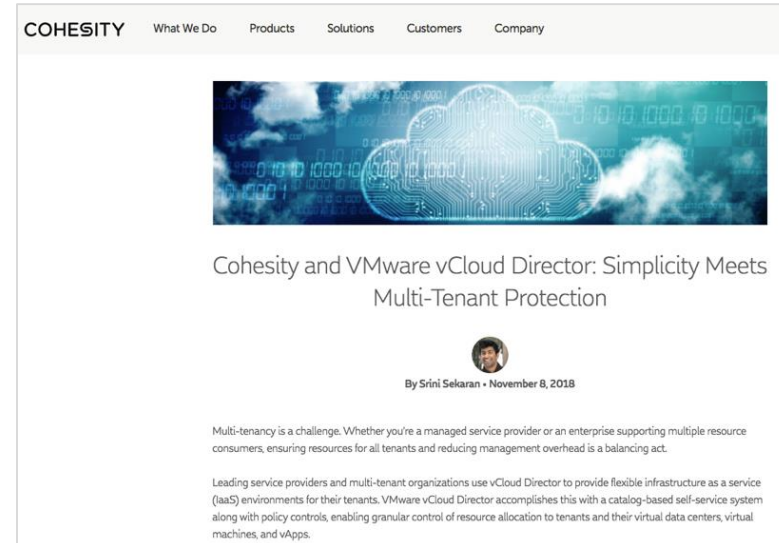 COHESITY What We Do Products Solutions Customers Company
Cohesity and VMware vCloud Director: Simplicity Meets
Multi-Tenant Protection
By Srini Sekaran • November 8, 2018
Multi-tenancy is a challenge. Whether you're a managed service provider or an enterprise supporting multiple resource
consumers, ensuring resources for all tenants and reducing management overhead is a balancing act.
Leading service providers and multi-tenant organizations use vCloud Director to provide flexible infrastructure as a service
(IaaS) environments for their tenants. VMware vCloud Director accomplishes this with a catalog-based self-service system
along with policy controls, enabling granular control of resource allocation to tenants and their virtual data centers, virtual
machines, and vApps.